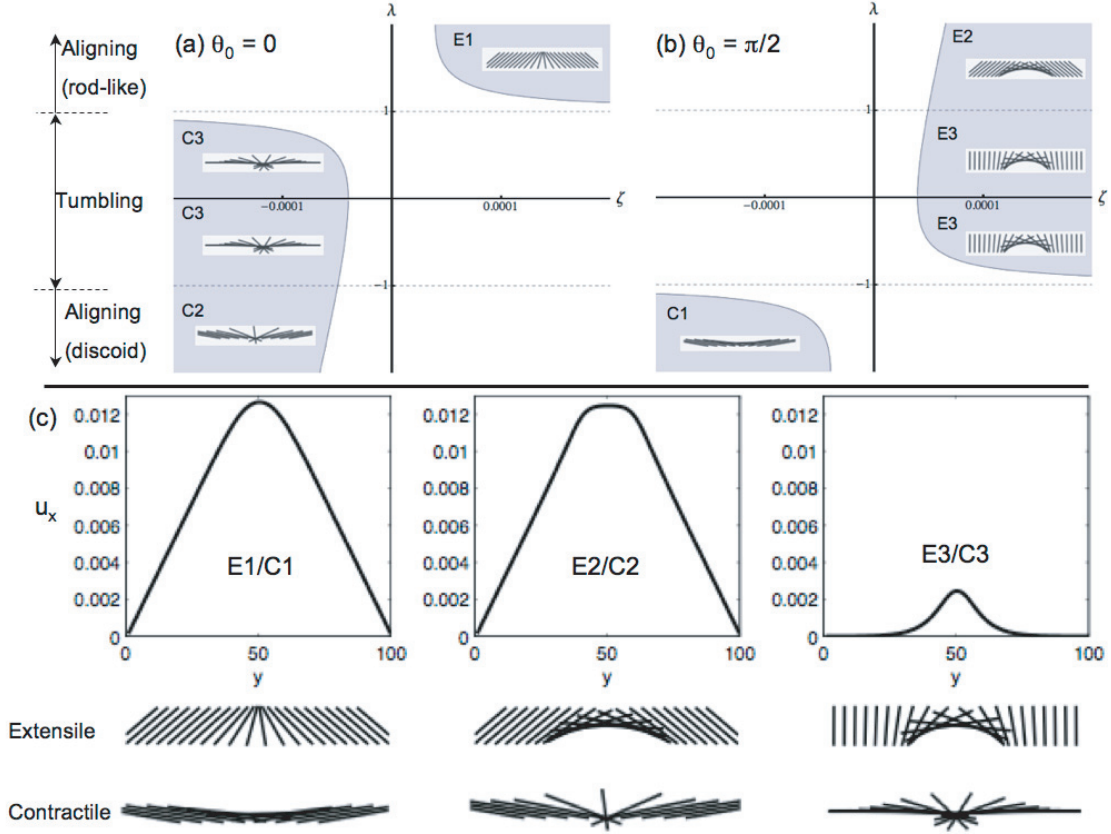 λ
λ
Aligning
(rod-like)
(a) θ0 = 0
E1
(b) θ0 = π/2
E2
1
1
C3
E3
Tumbling
−0.0001
0.0001
ζ
−0.0001
0.0001
ζ
C3
E3
−1
−1
Aligning
(discoid)
C2
C1
(c)
ux
0.012
0.01
0.008
0.006
0.004
0.002
0
E1/C1
0
50
100
y
0.012
0.01
0.008
0.006
0.004
0.002
0
E2/C2
0
50
100
y
0.012
0.01
0.008
0.006
0.004
0.002
0
E3/C3
0
50
100
y
Extensile
Contractile